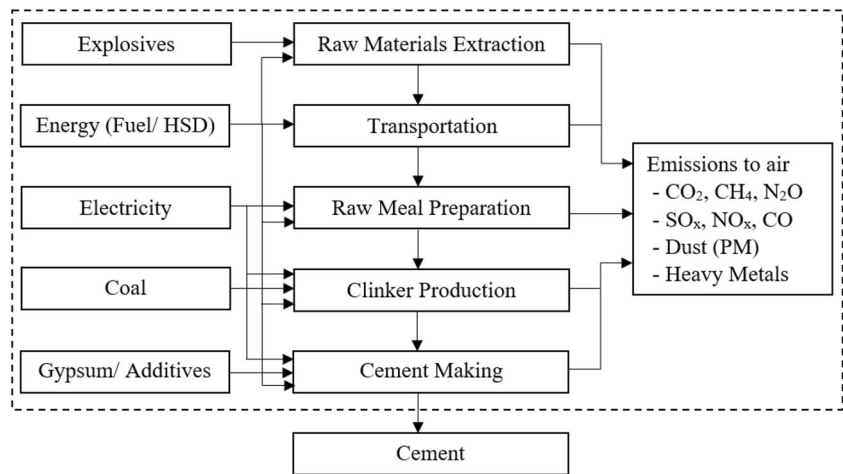 Explosives
Raw Materials Extraction
Energy (Fuel/ HSD)
Transportation
Emissions to air
- CO₂, CH₄, N₂O
- SOₓ, NOₓ, CO
- Dust (PM)
- Heavy Metals
Electricity
Raw Meal Preparation
Coal
Clinker Production
Gypsum/ Additives
Cement Making
Cement